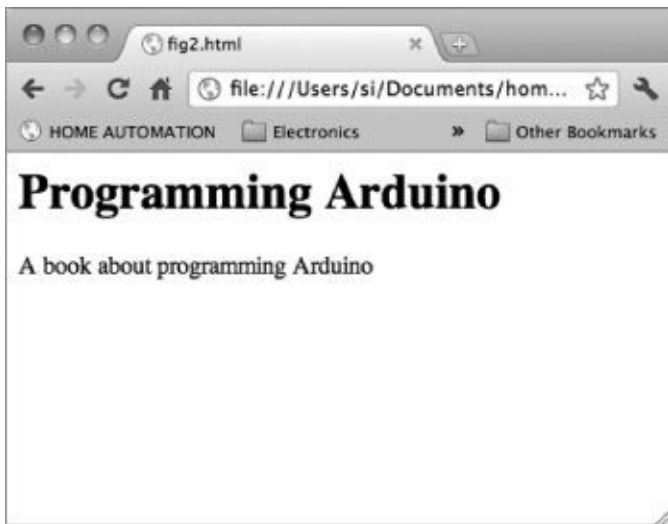 fig2.html
file:///Users/si/Documents/hom...
HOME AUTOMATION Electronics » Other Bookmarks
Programming Arduino
A book about programming Arduino